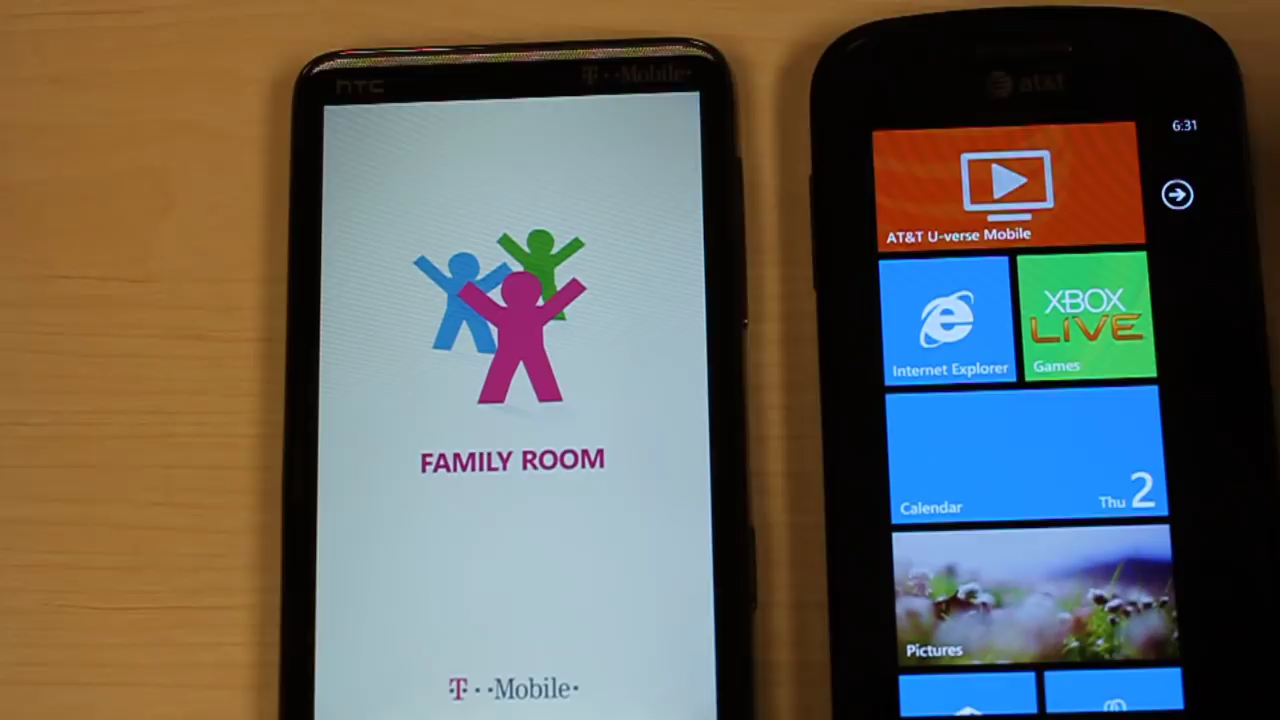 hTC
T··Mobile·
FAMILY ROOM
T··Mobile·
at&t
6:31
AT&T U-verse Mobile
Internet Explorer
XBOX
LIVE
Games
Calendar
Thu 2
Pictures